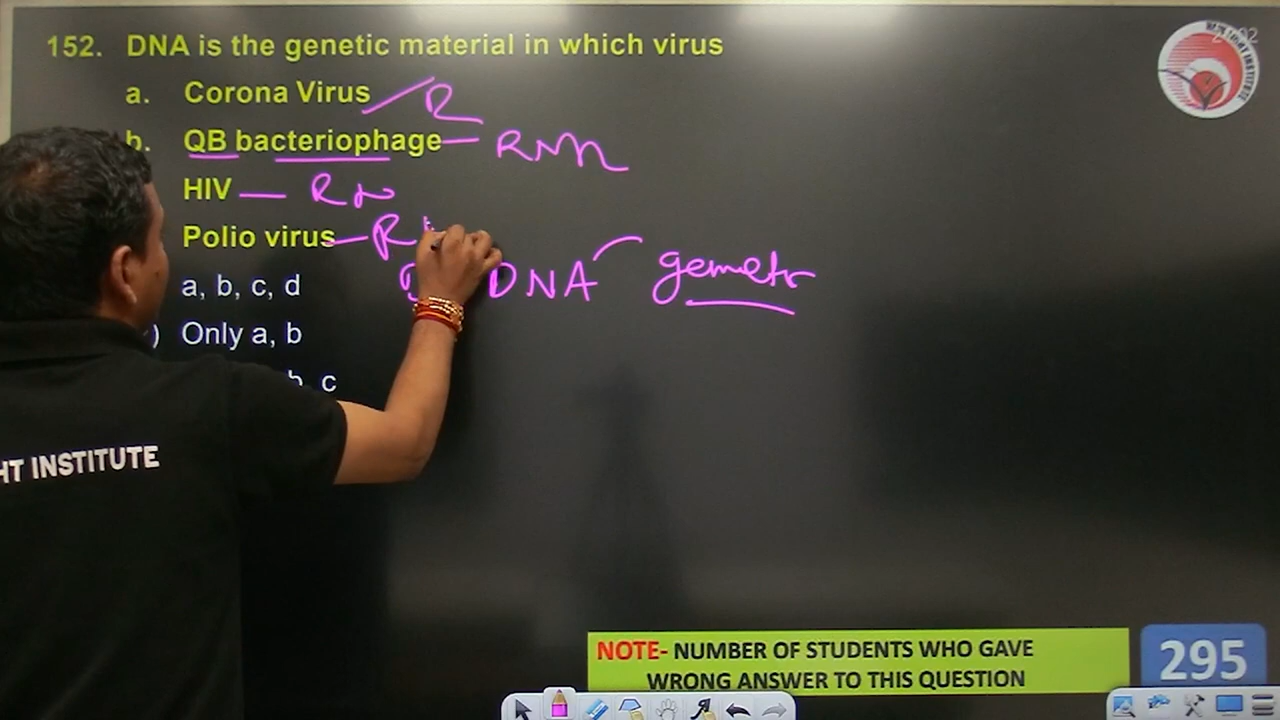 152. DNA is the genetic material in which virus
a. Corona Virus R
b. QB bacteriophage RNA
HIV
Polio virus R
a, b, c, d DNA
) Only a, b
b, c
HT INSTITUTE
NOTE- NUMBER OF STUDENTS WHO GAVE
WRONG ANSWER TO THIS QUESTION
295